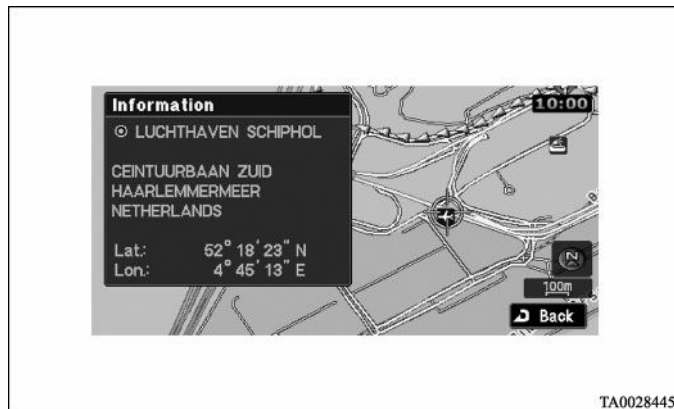 Information
LUCHTHAVEN SCHIPHOL
CEINTUURBAAN ZUID
HAARLEMMERMEER
NETHERLANDS
Lat.: 52° 18' 23" N
Lon.: 4° 45' 13" E
10:00
Z
100m
Back
TA0028445